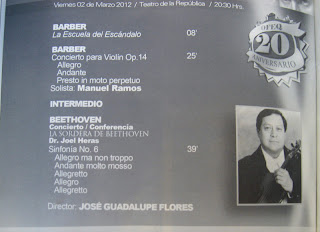 Viernes 02 de Marzo 2012 / Teatro de la República / 20:30 Hrs.
BARBER
La Escuela del Escándalo 08'
BARBER
Concierto para Violín Op.14 25'
Allegro
Andante
Presto in moto perpetuo
Solista: Manuel Ramos
INTERMEDIO
BEETHOVEN
Concierto / Conferencia
LA SORDERA DE BEETHOVEN
Dr. Joel Heras
Sinfonía No. 6 39'
Allegro ma non troppo
Andante molto mosso
Allegretto
Allegro
Allegretto
Director: JOSÉ GUADALUPE FLORES
OFEQ
20
ANIVERSARIO